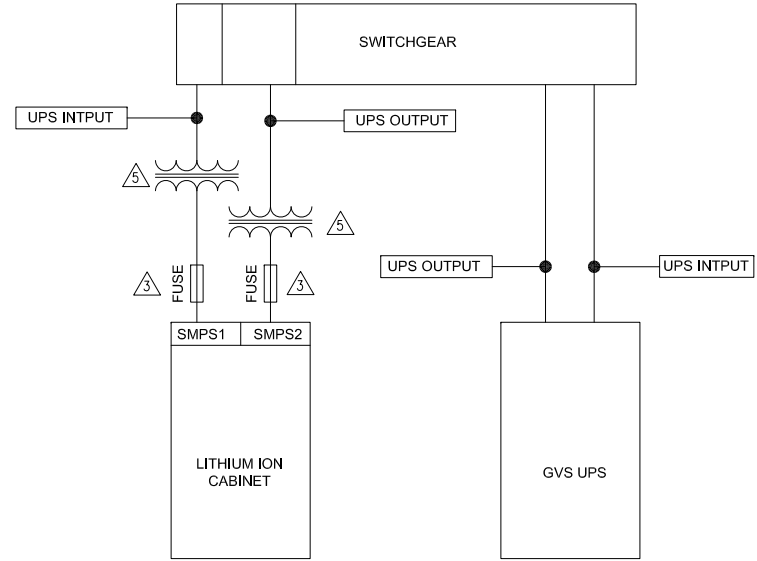 SWITCHGEAR
UPS INTPUT
UPS OUTPUT
5
5
UPS OUTPUT
UPS INTPUT
3
FUSE
FUSE
3
SMPS1
SMPS2
LITHIUM ION
CABINET
GVS UPS